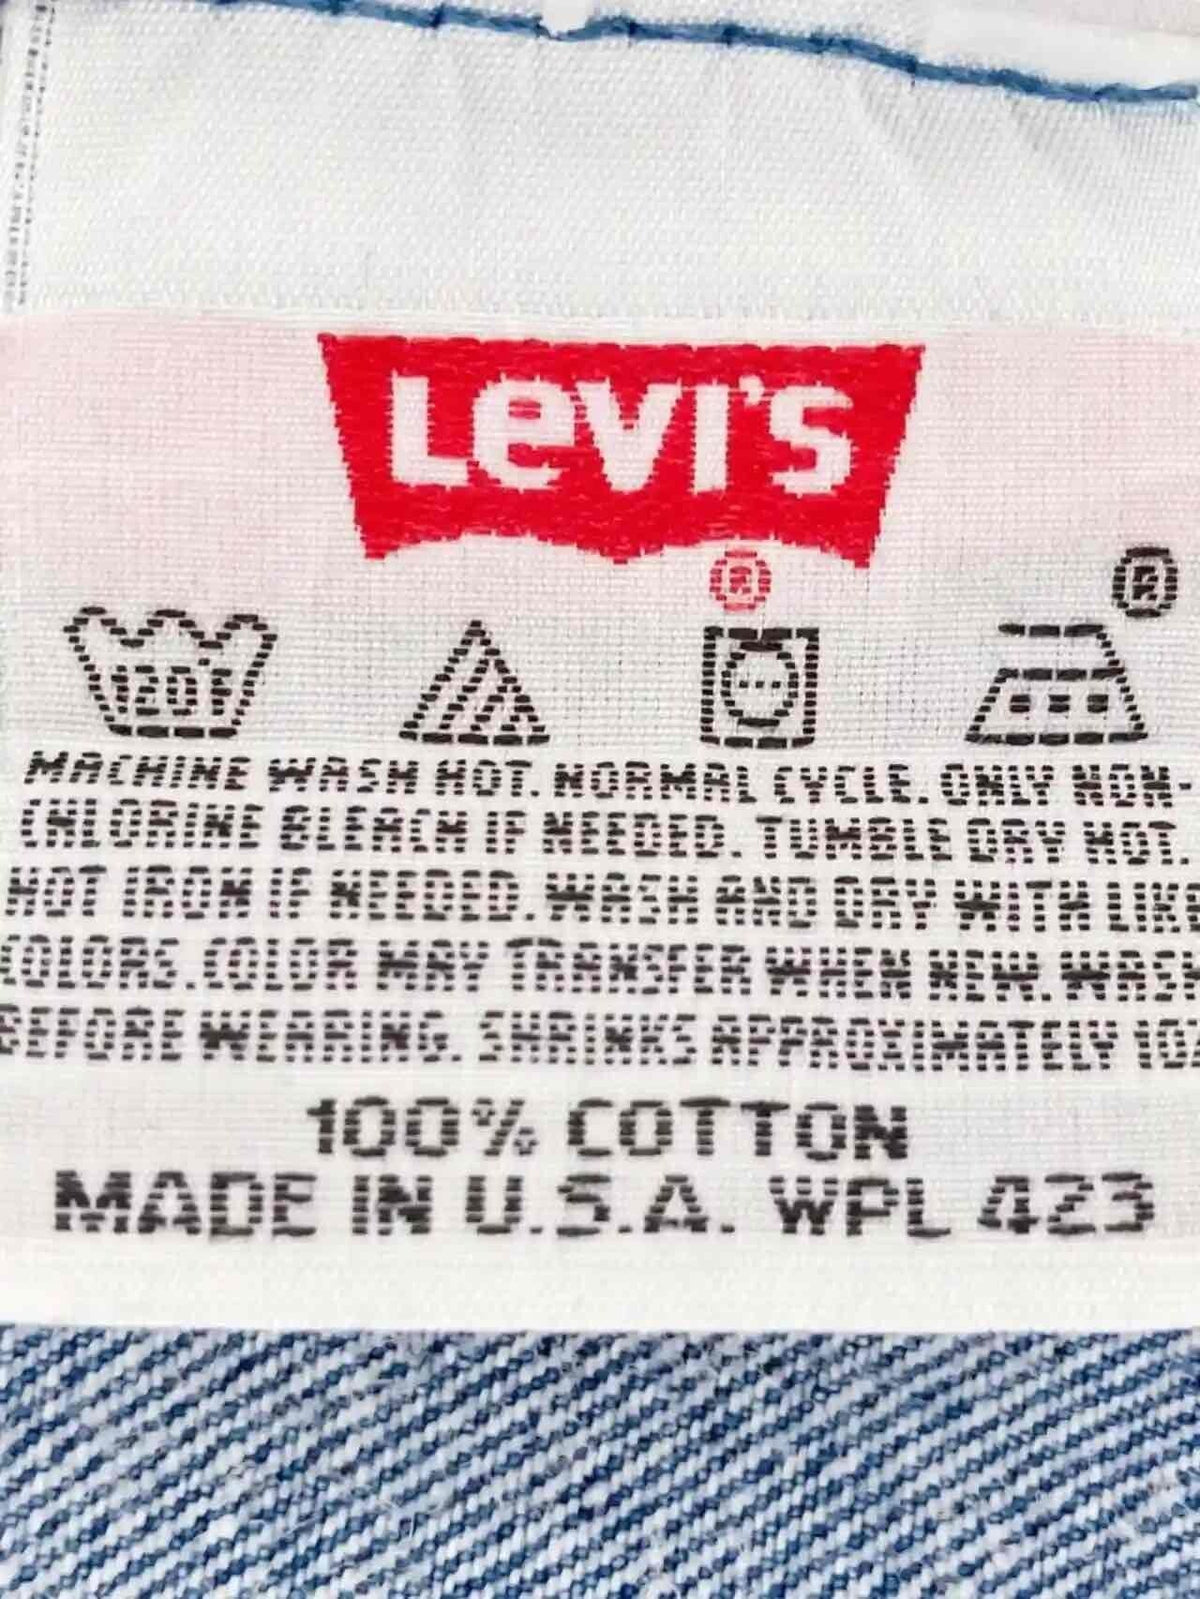 Levi's
®
®
120°F
MACHINE WASH HOT. NORMAL CYCLE. ONLY NON-
CHLORINE BLEACH IF NEEDED. TUMBLE DRY HOT.
HOT IRON IF NEEDED. WASH AND DRY WITH LIKE
COLORS. COLOR MAY TRANSFER WHEN NEW. WASH
BEFORE WEARING. SHRINKS APPROXIMATELY 10%
100% COTTON
MADE IN U.S.A. WPL 423